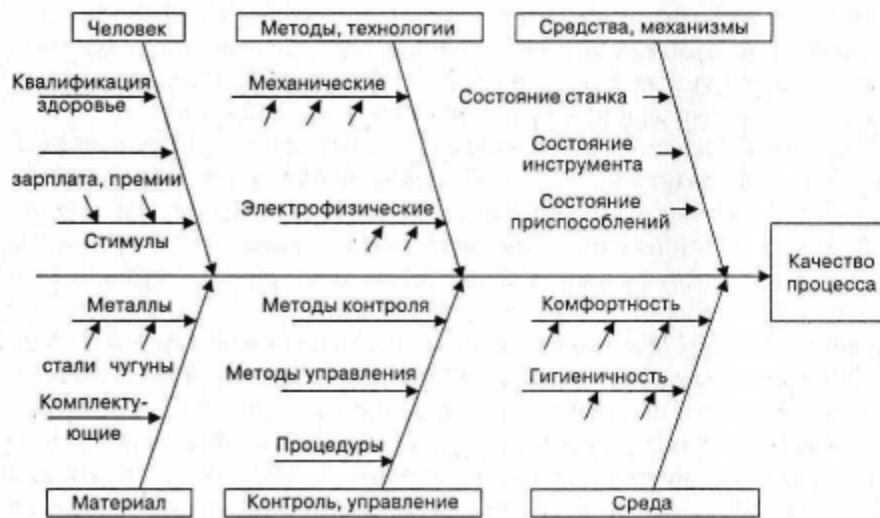 Человек
Методы, технологии
Средства, механизмы
Квалификация
здоровье
Механические
Состояние станка
Состояние
инструмента
зарплата, премии
Электрофизические
Состояние
приспособлений
Стимулы
Качество
процесса
Металлы
Методы контроля
Комфортность
стали чугуны
Методы управления
Гигиеничность
Комплекту-
ющие
Процедуры
Материал
Контроль, управление
Среда